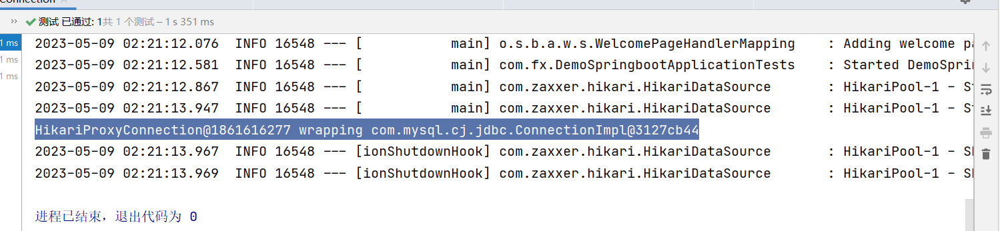 Connection
测试 已通过: 1共 1 个测试 – 1 s 351 ms
1 ms
1 ms
1 ms
2023-05-09 02:21:12.076  INFO 16548 --- [           main] o.s.b.a.w.s.WelcomePageHandlerMapping    : Adding welcome pa
2023-05-09 02:21:12.581  INFO 16548 --- [           main] com.fx.DemoSpringbootApplicationTests    : Started DemoSpri
2023-05-09 02:21:12.867  INFO 16548 --- [           main] com.zaxxer.hikari.HikariDataSource       : HikariPool-1 - St
2023-05-09 02:21:13.947  INFO 16548 --- [           main] com.zaxxer.hikari.HikariDataSource       : HikariPool-1 - St
HikariProxyConnection@1861616277 wrapping com.mysql.cj.jdbc.ConnectionImpl@3127cb44
2023-05-09 02:21:13.967  INFO 16548 --- [ionShutdownHook] com.zaxxer.hikari.HikariDataSource       : HikariPool-1 - Sh
2023-05-09 02:21:13.969  INFO 16548 --- [ionShutdownHook] com.zaxxer.hikari.HikariDataSource       : HikariPool-1 - Sh
进程已结束，退出代码为 0